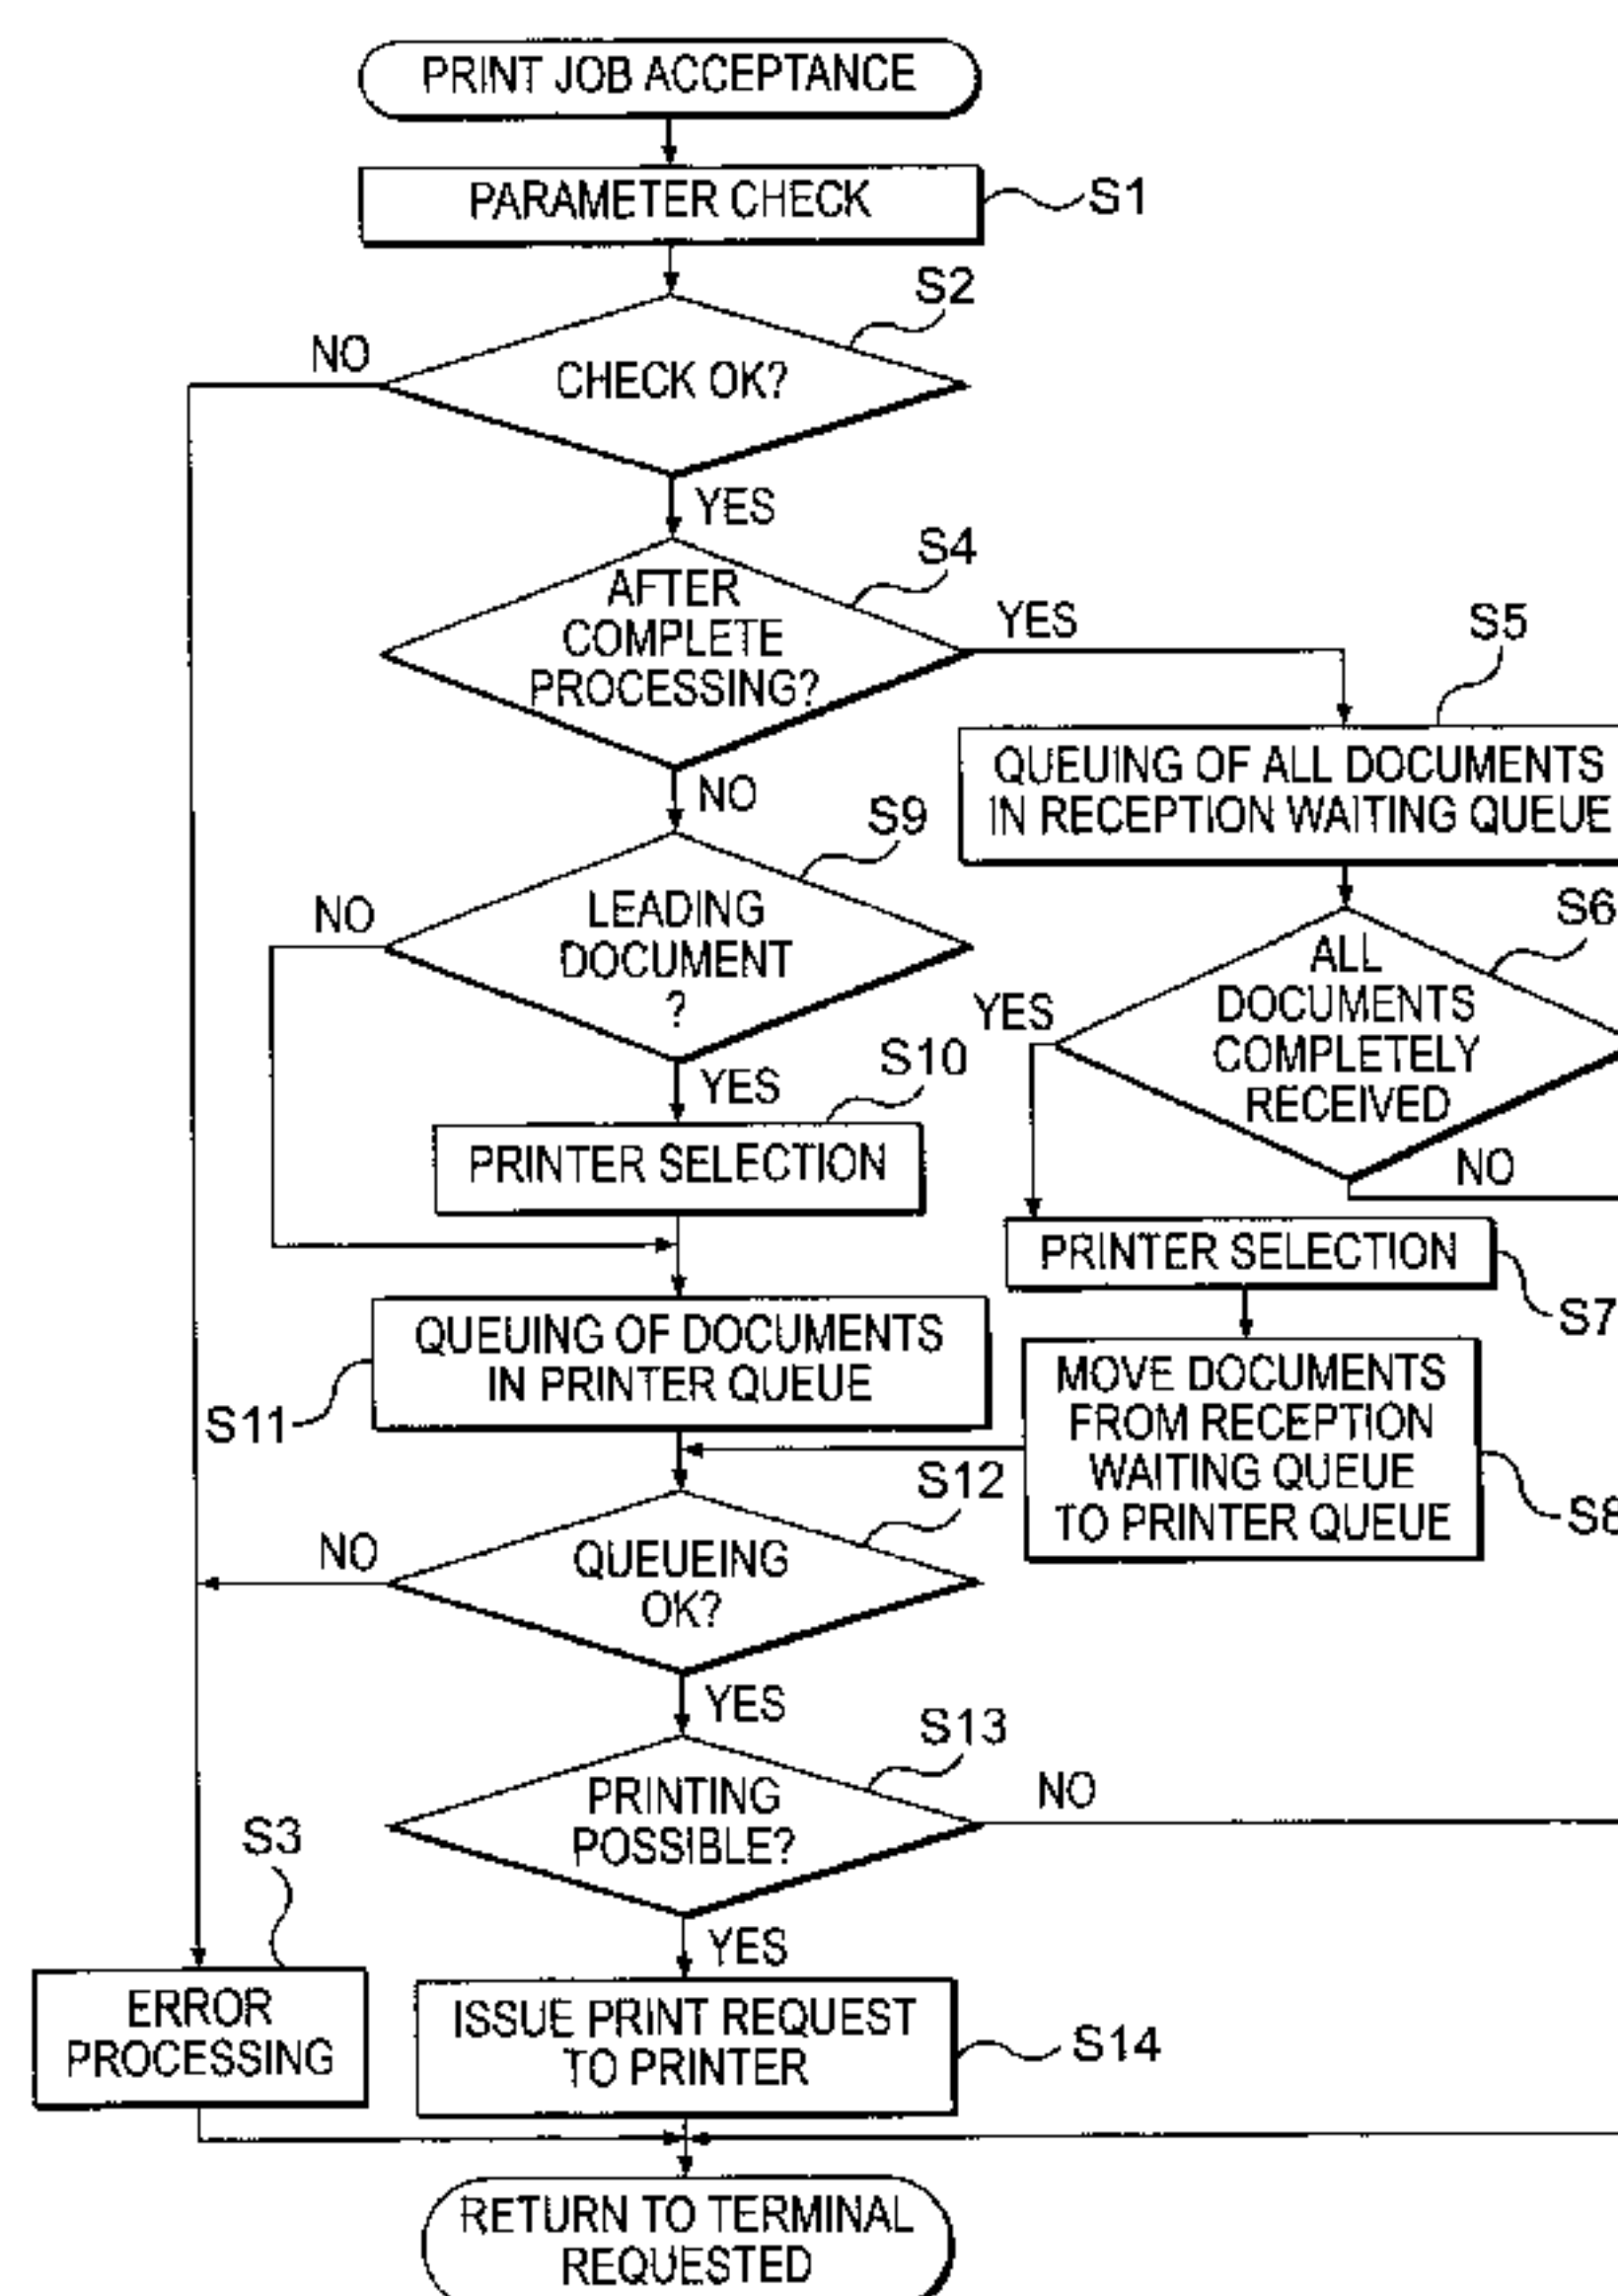 PRINT JOB ACCEPTANCE
PARAMETER CHECK
S1
S2
NO
CHECK OK?
YES
S4
AFTER
COMPLETE
PROCESSING?
YES
S5
QUEUING OF ALL DOCUMENTS
IN RECEPTION WAITING QUEUE
NO
S9
LEADING
DOCUMENT
?
NO
S6
ALL
DOCUMENTS
COMPLETELY
RECEIVED
YES
NO
YES
S10
PRINTER SELECTION
PRINTER SELECTION
S7
QUEUING OF DOCUMENTS
IN PRINTER QUEUE
S11
MOVE DOCUMENTS
FROM RECEPTION
WAITING QUEUE
TO PRINTER QUEUE
S8
S12
NO
QUEUEING
OK?
YES
S13
PRINTING
POSSIBLE?
NO
S3
YES
ERROR
PROCESSING
ISSUE PRINT REQUEST
TO PRINTER
S14
RETURN TO TERMINAL
REQUESTED